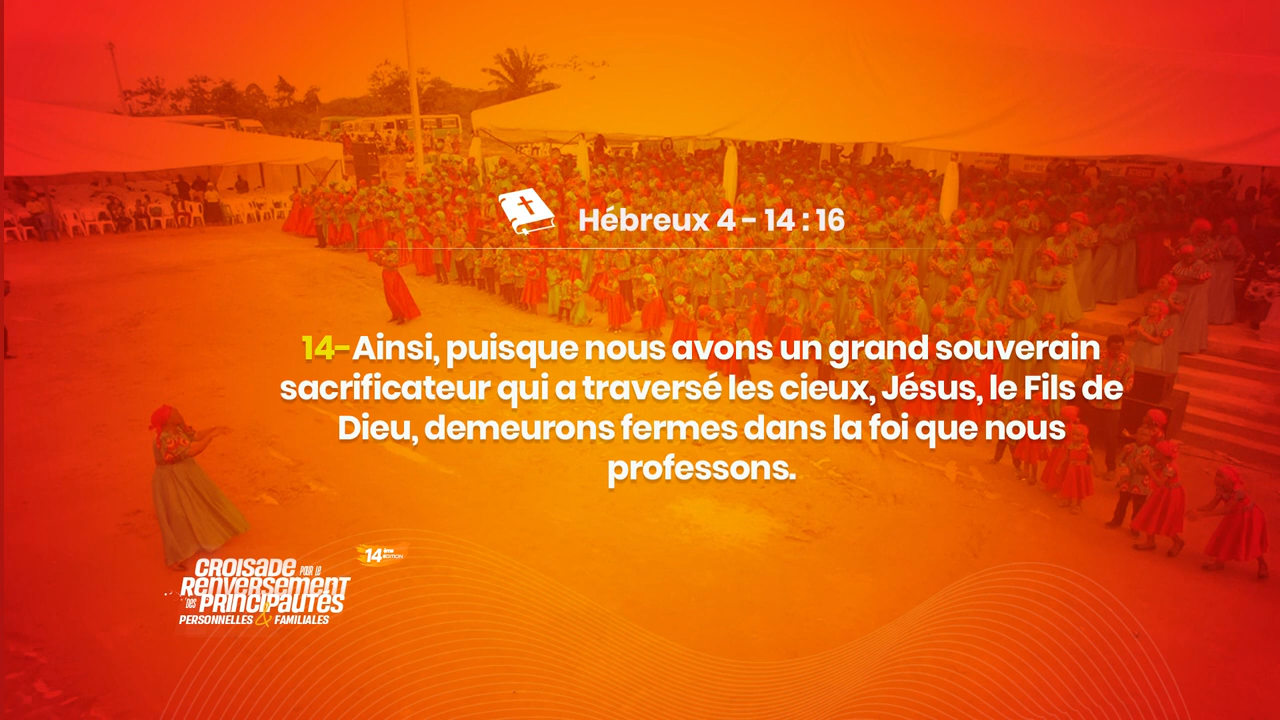 Hébreux 4 - 14 : 16
14-Ainsi, puisque nous avons un grand souverain
sacrificateur qui a traversé les cieux, Jésus, le Fils de
Dieu, demeurons fermes dans la foi que nous
professons.
14ème ÉDITION
CROISADE POUR LE
RENVERSEMENT
DES PRINCIPAUTÉS
PERSONNELLES & FAMILIALES